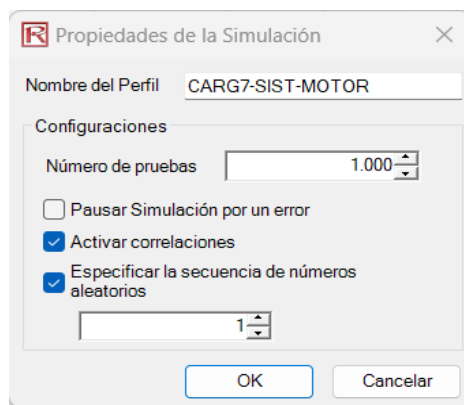 Propiedades de la Simulación
Nombre del Perfil CARG7-SIST-MOTOR
Configuraciones
Número de pruebas 1.000
Pausar Simulación por un error
Activar correlaciones
Especificar la secuencia de números
aleatorios
1
OK Cancelar